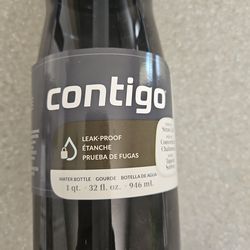 contigo®
LEAK-PROOF
ÉTANCHE
PRUEBA DE FUGAS
WATER BOTTLE · GOURDE · BOTELLA DE AGUA
1 qt. · 32 fl. oz. · 946 mL